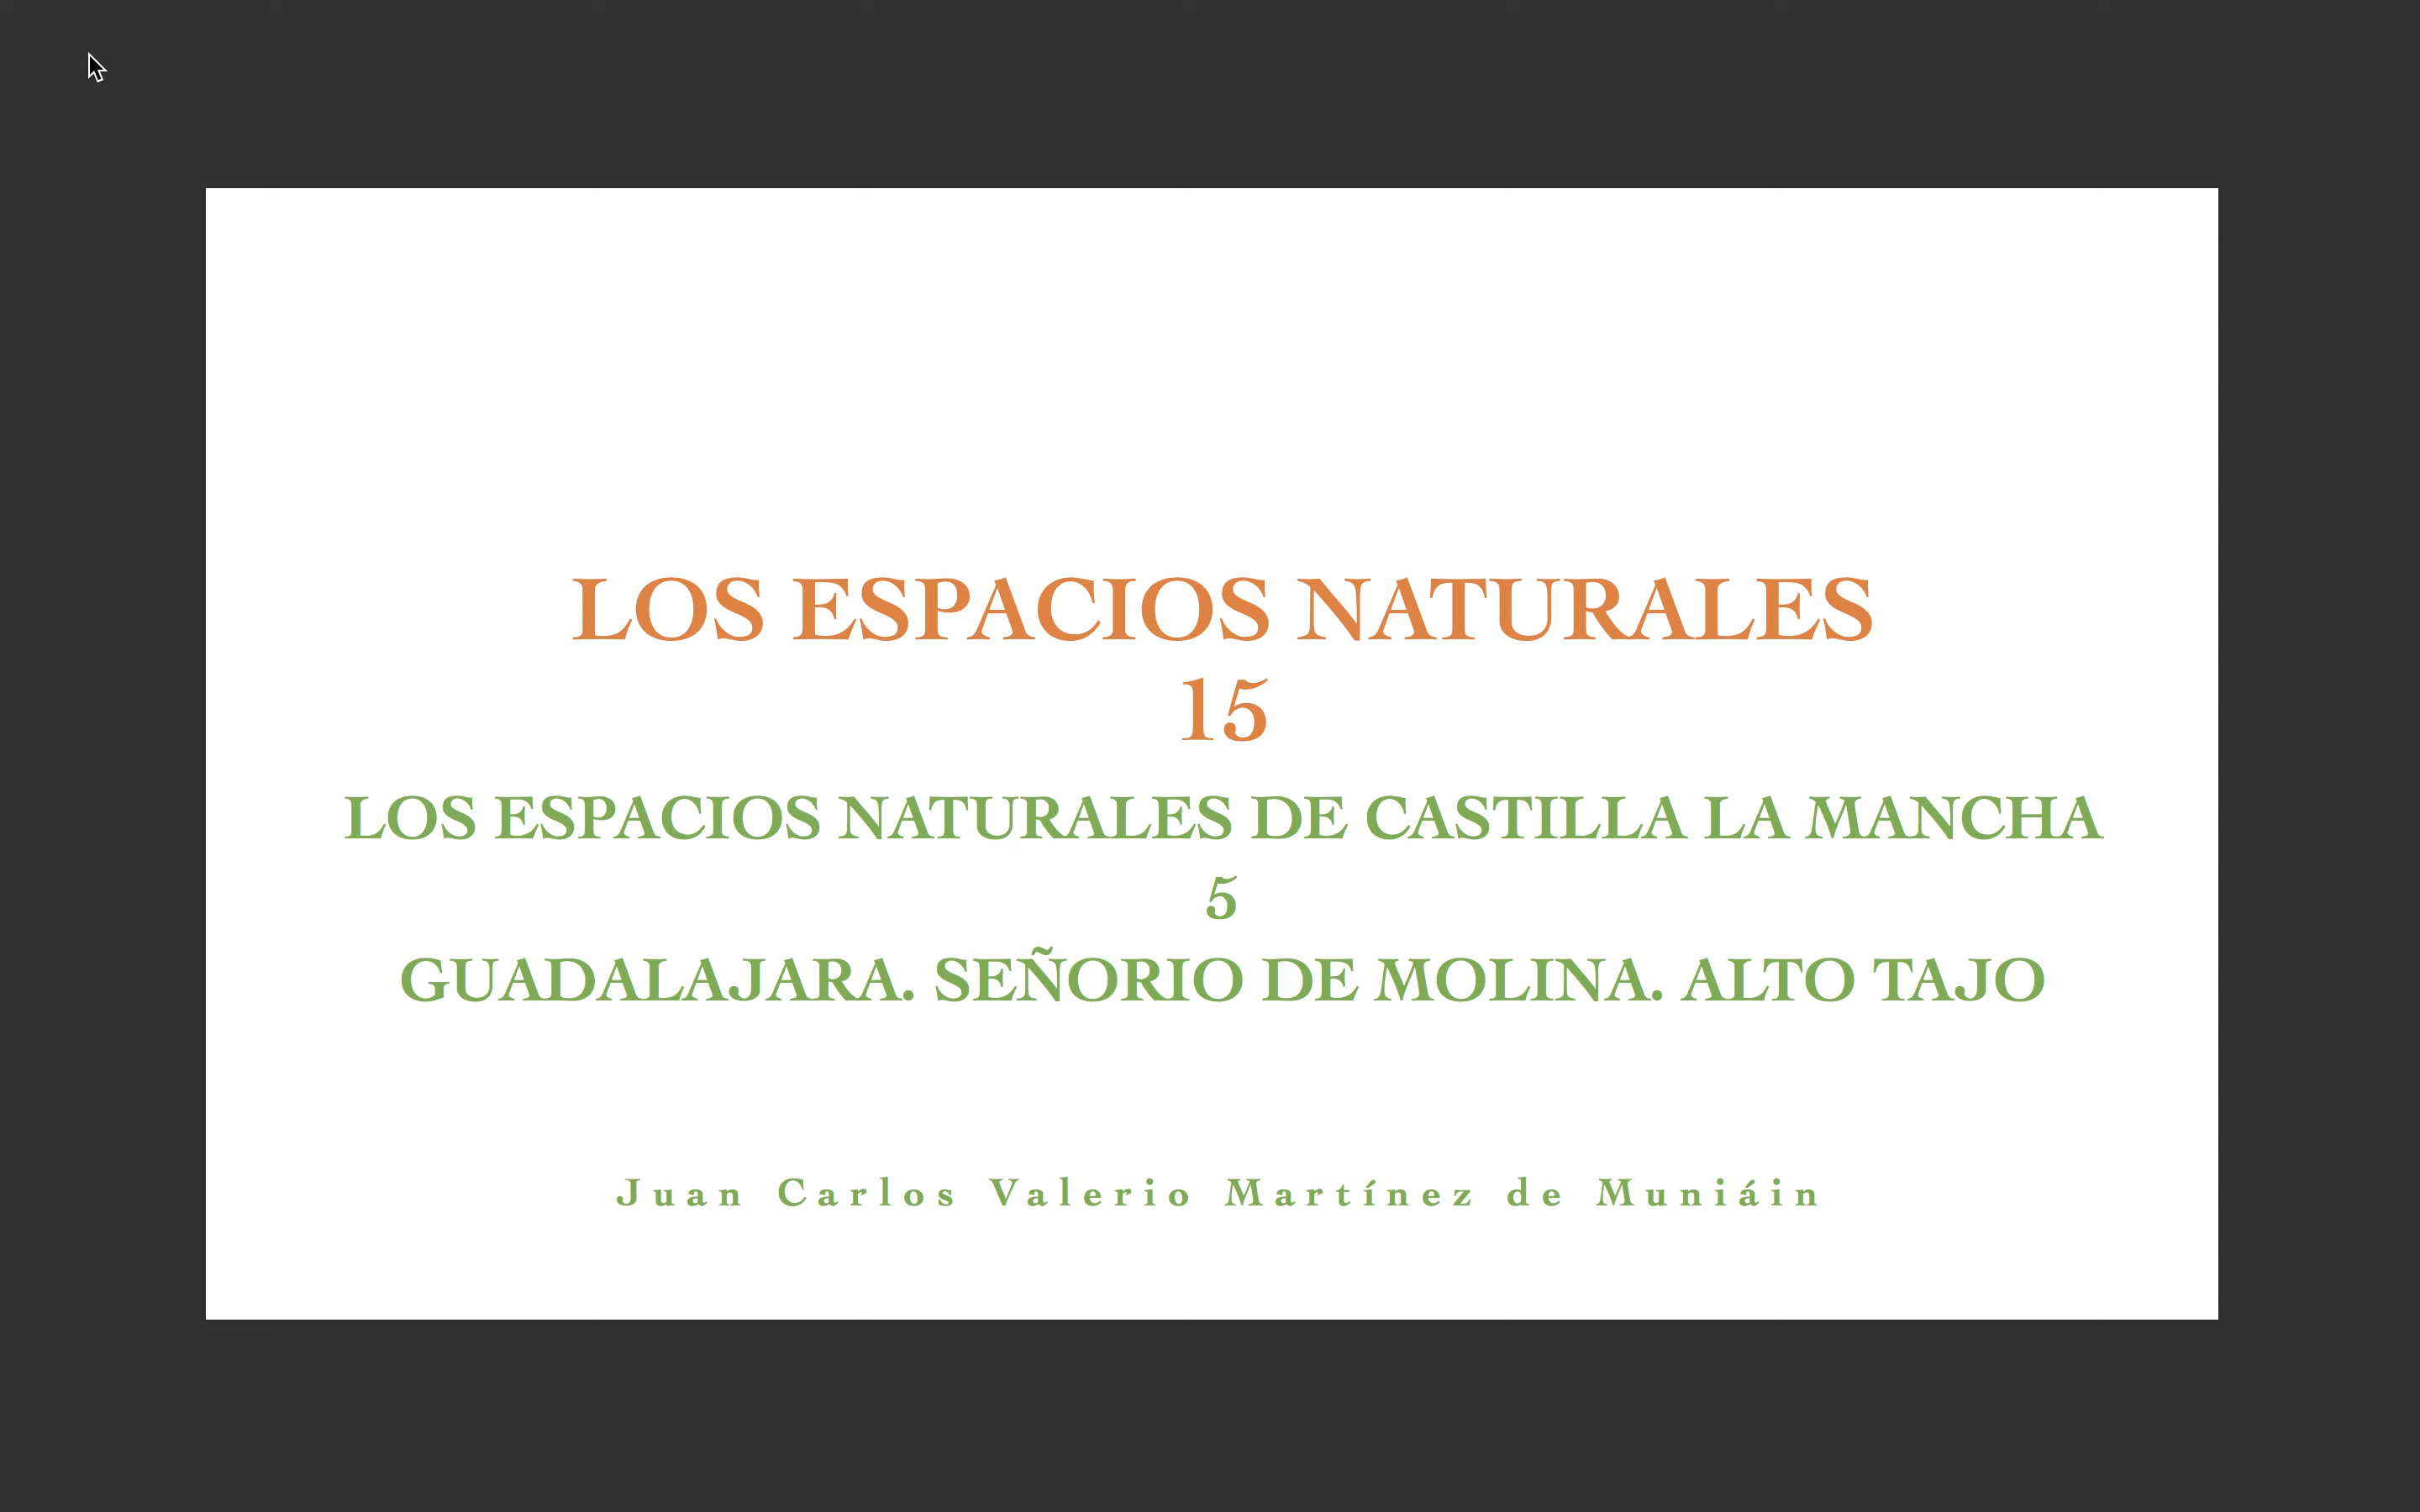 LOS ESPACIOS NATURALES
15
LOS ESPACIOS NATURALES DE CASTILLA LA MANCHA
5
GUADALAJARA. SEÑORIO DE MOLINA. ALTO TAJO
Juan Carlos Valerio Martínez de Muniáin